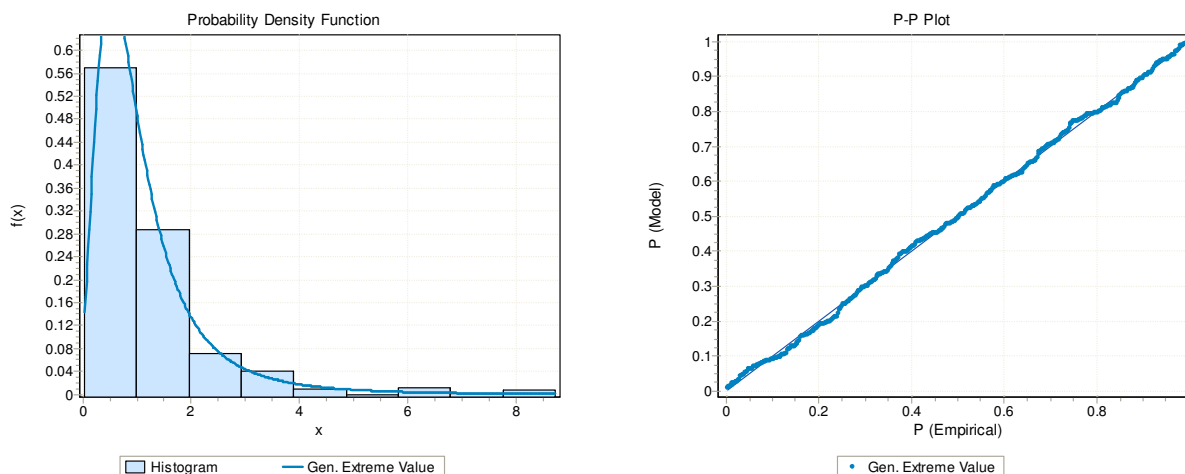 Probability Density Function
f(x)
0.6
0.56
0.52
0.48
0.44
0.4
0.36
0.32
0.28
0.24
0.2
0.16
0.12
0.08
0.04
0
0 2 4 6 8
x
Histogram Gen. Extreme Value
P-P Plot
P (Model)
1
0.9
0.8
0.7
0.6
0.5
0.4
0.3
0.2
0.1
0
0 0.2 0.4 0.6 0.8
P (Empirical)
Gen. Extreme Value